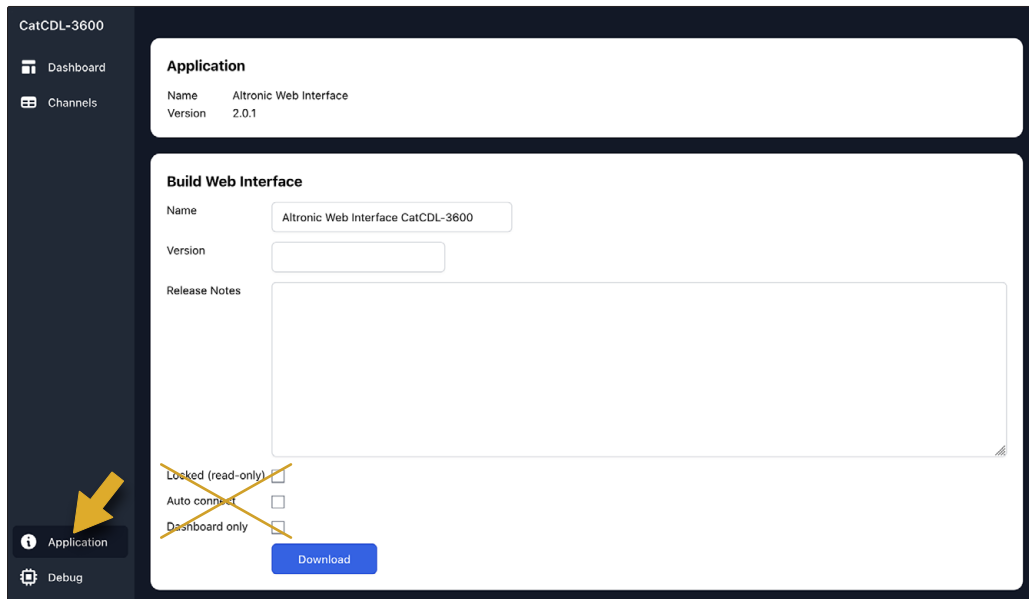 CatCDL-3600
Dashboard
Channels
Application
Debug
Application
Name Altronic Web Interface
Version 2.0.1
Build Web Interface
Name Altronic Web Interface CatCDL-3600
Version
Release Notes
Locked (read-only)
Auto connect
Dashboard only
Download